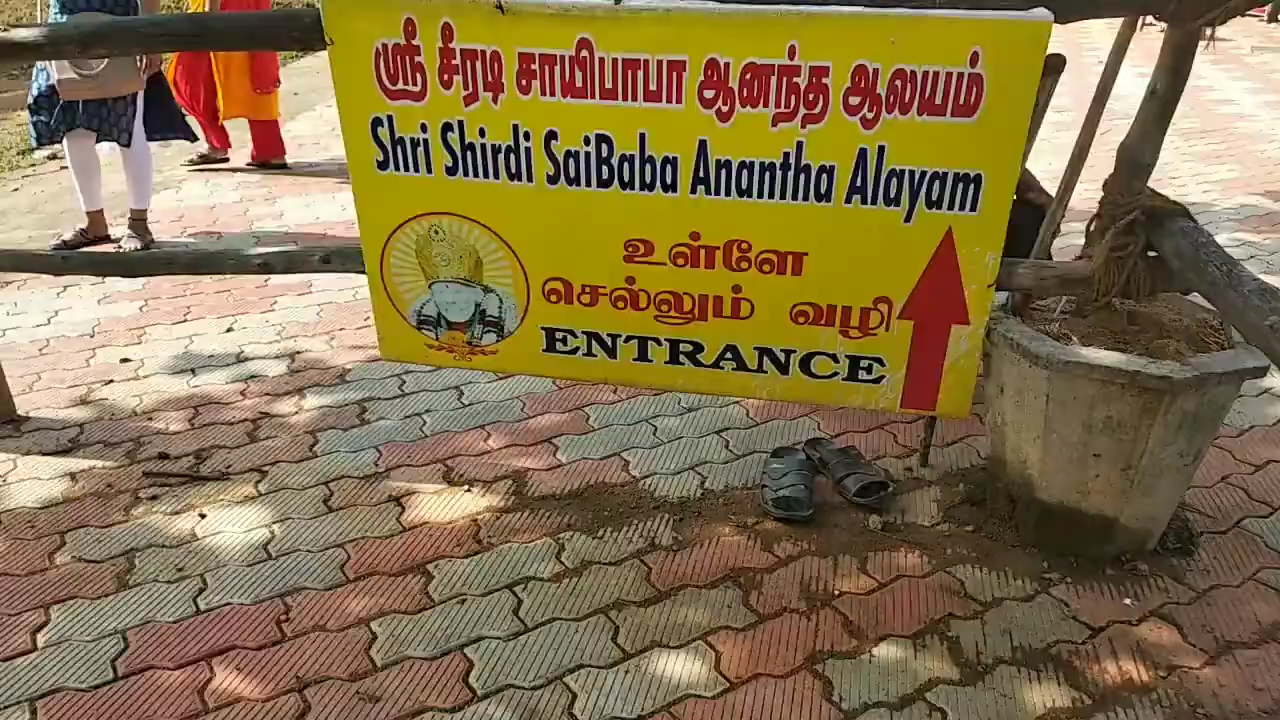 ஸ்ரீ சீரடி சாயிபாபா ஆனந்த ஆலயம்
Shri Shirdi SaiBaba Anantha Alayam
உள்ளே
செல்லும் வழி
ENTRANCE